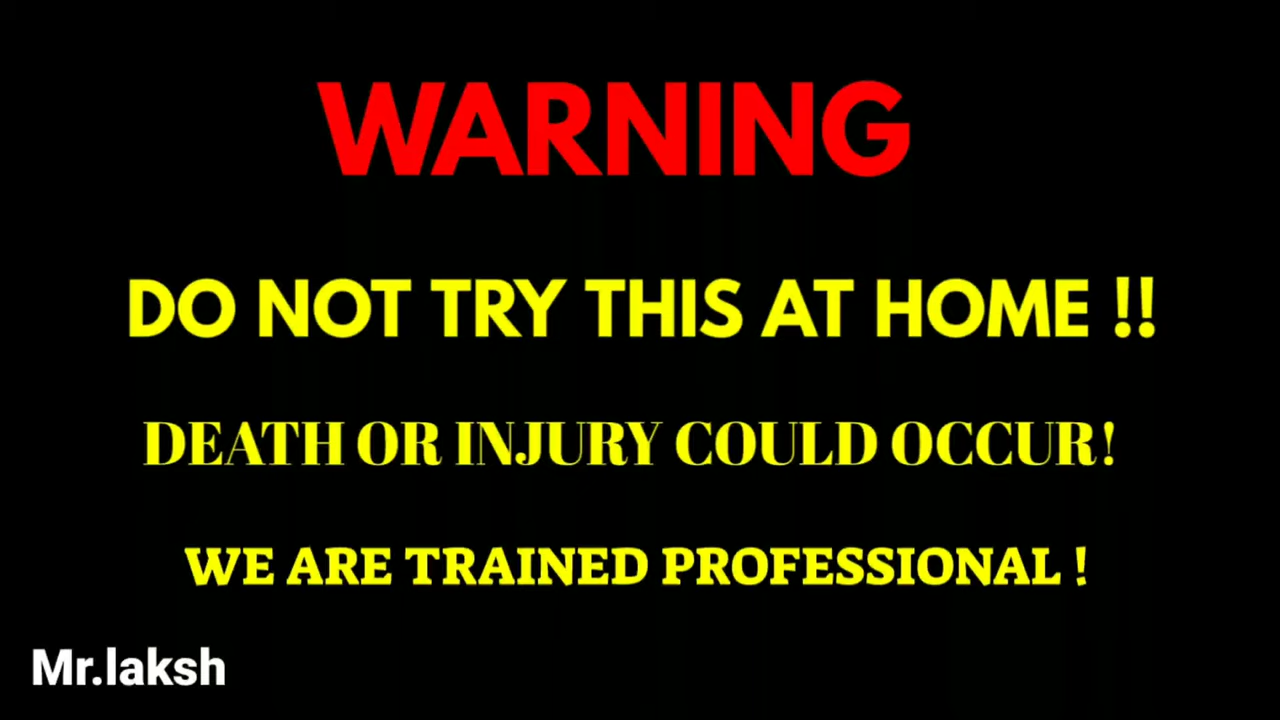 WARNING
DO NOT TRY THIS AT HOME !!
DEATH OR INJURY COULD OCCUR!
WE ARE TRAINED PROFESSIONAL !
Mr.laksh